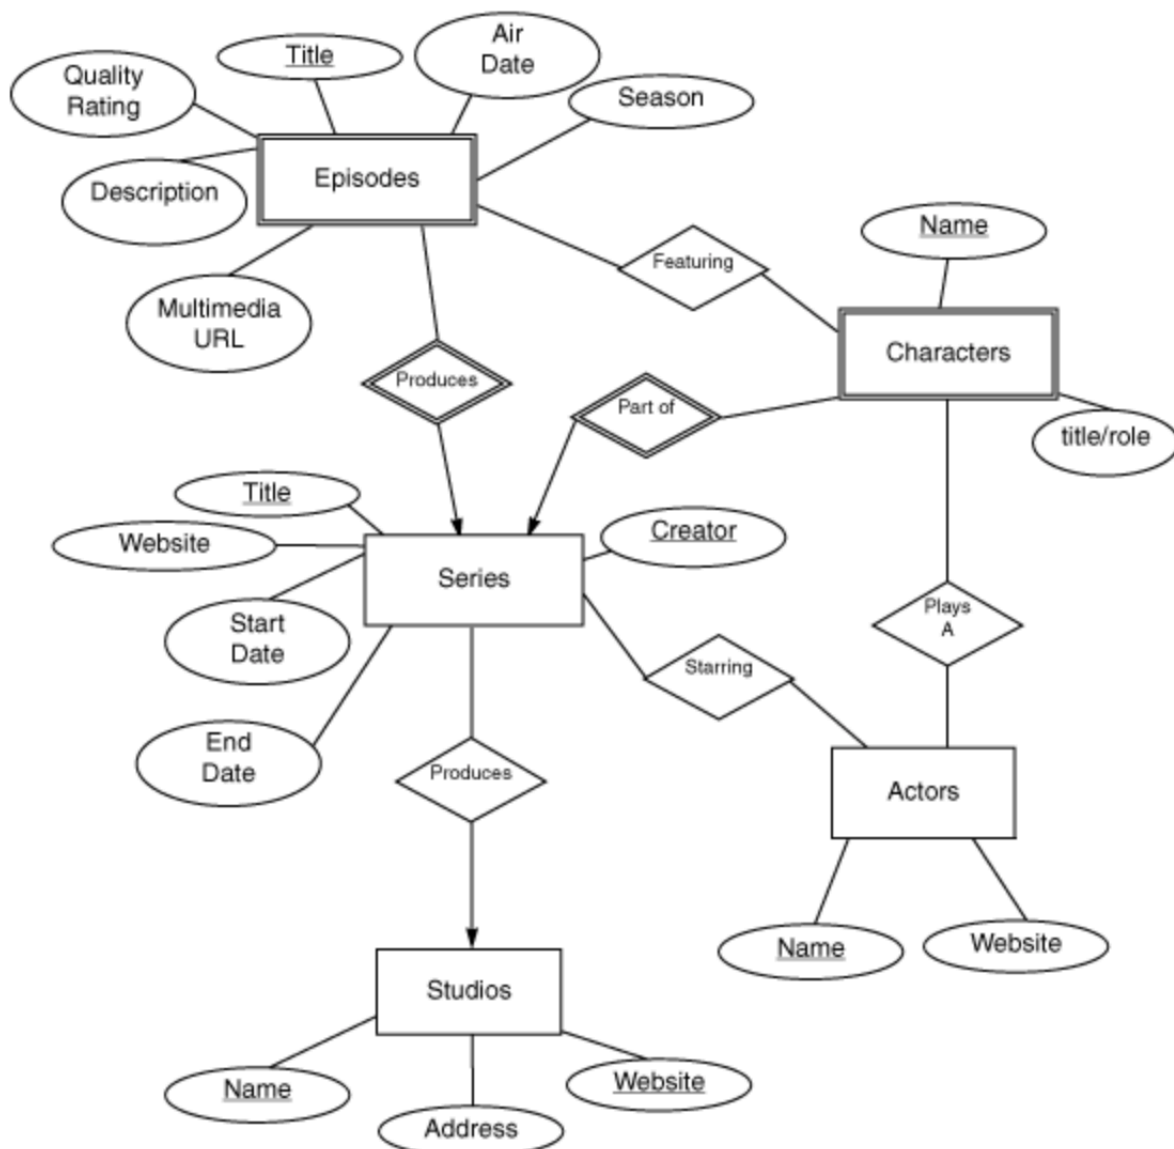 Air
Date
Title
Quality
Rating
Season
Episodes
Description
Name
Featuring
Multimedia
URL
Characters
Produces
Part of
title/role
Title
Creator
Website
Series
Start
Date
Plays
A
Starring
End
Date
Produces
Actors
Name
Website
Studios
Name
Website
Address